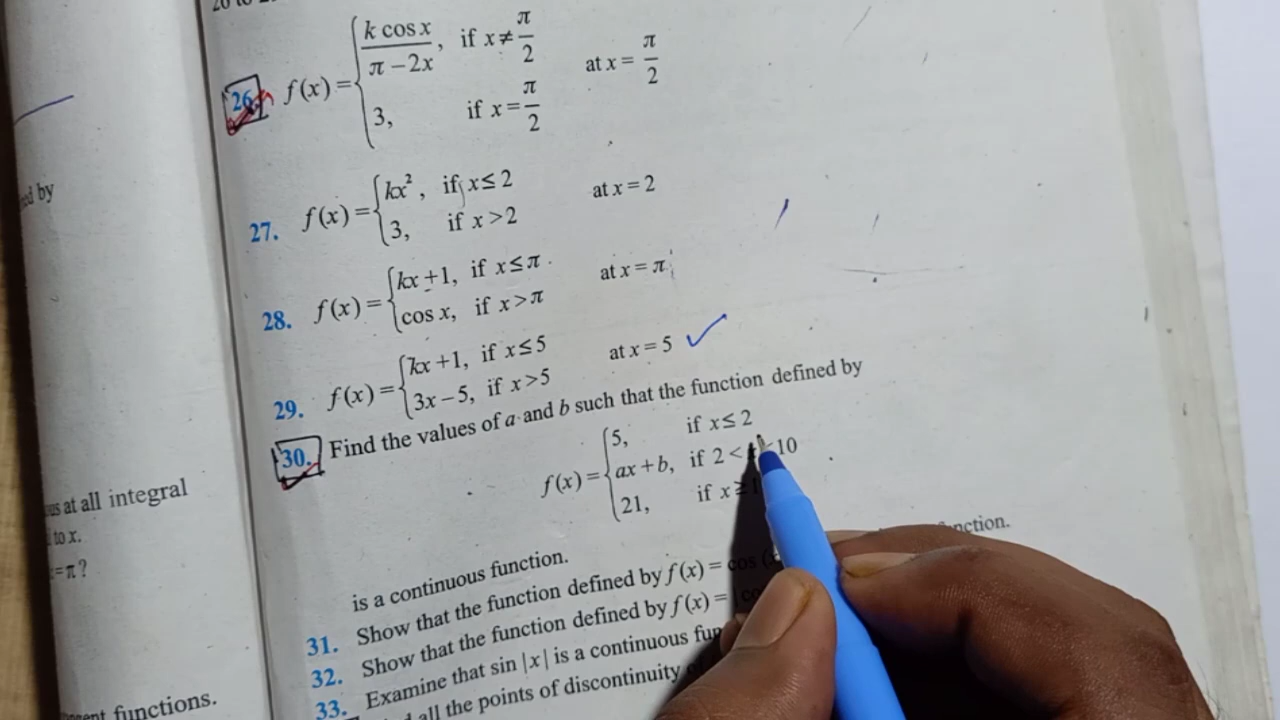 26. f(x) = { k cos x / π − 2x, if x ≠ π/2
3, if x = π/2 at x = π/2
27. f(x) = { kx², if x ≤ 2
3, if x > 2 at x = 2
28. f(x) = { kx + 1, if x ≤ π
cos x, if x > π at x = π
29. f(x) = { kx + 1, if x ≤ 5
3x − 5, if x > 5 at x = 5
30. Find the values of a and b such that the function defined by
f(x) = { 5, if x ≤ 2
ax + b, if 2 < < 10
21, if x ≥ 1
is a continuous function.
31. Show that the function defined by f(x) = cos (x function.
32. Show that the function defined by f(x) =
33. Examine that sin |x| is a continuous
all the points of discontinuity
by
at all integral
to x.
= π ?
functions.